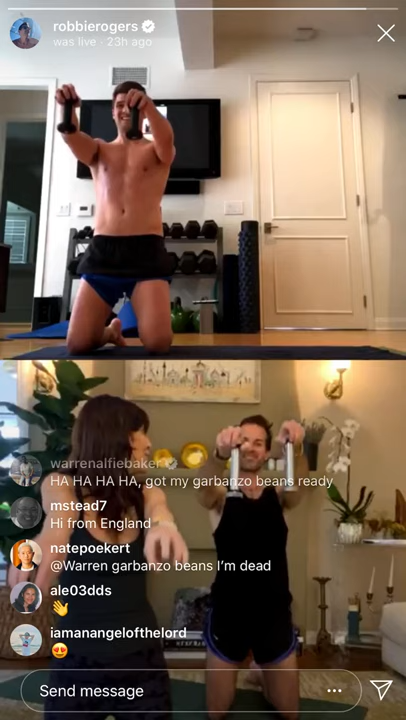 robbierogers
was live · 23h ago
warrenalfiebaker
HA HA HA HA, got my garbanzo beans ready
mstead7
Hi from England
natepoekert
@Warren garbanzo beans I'm dead
ale03dds
👋
iamanangelofthelord
😍
Send message